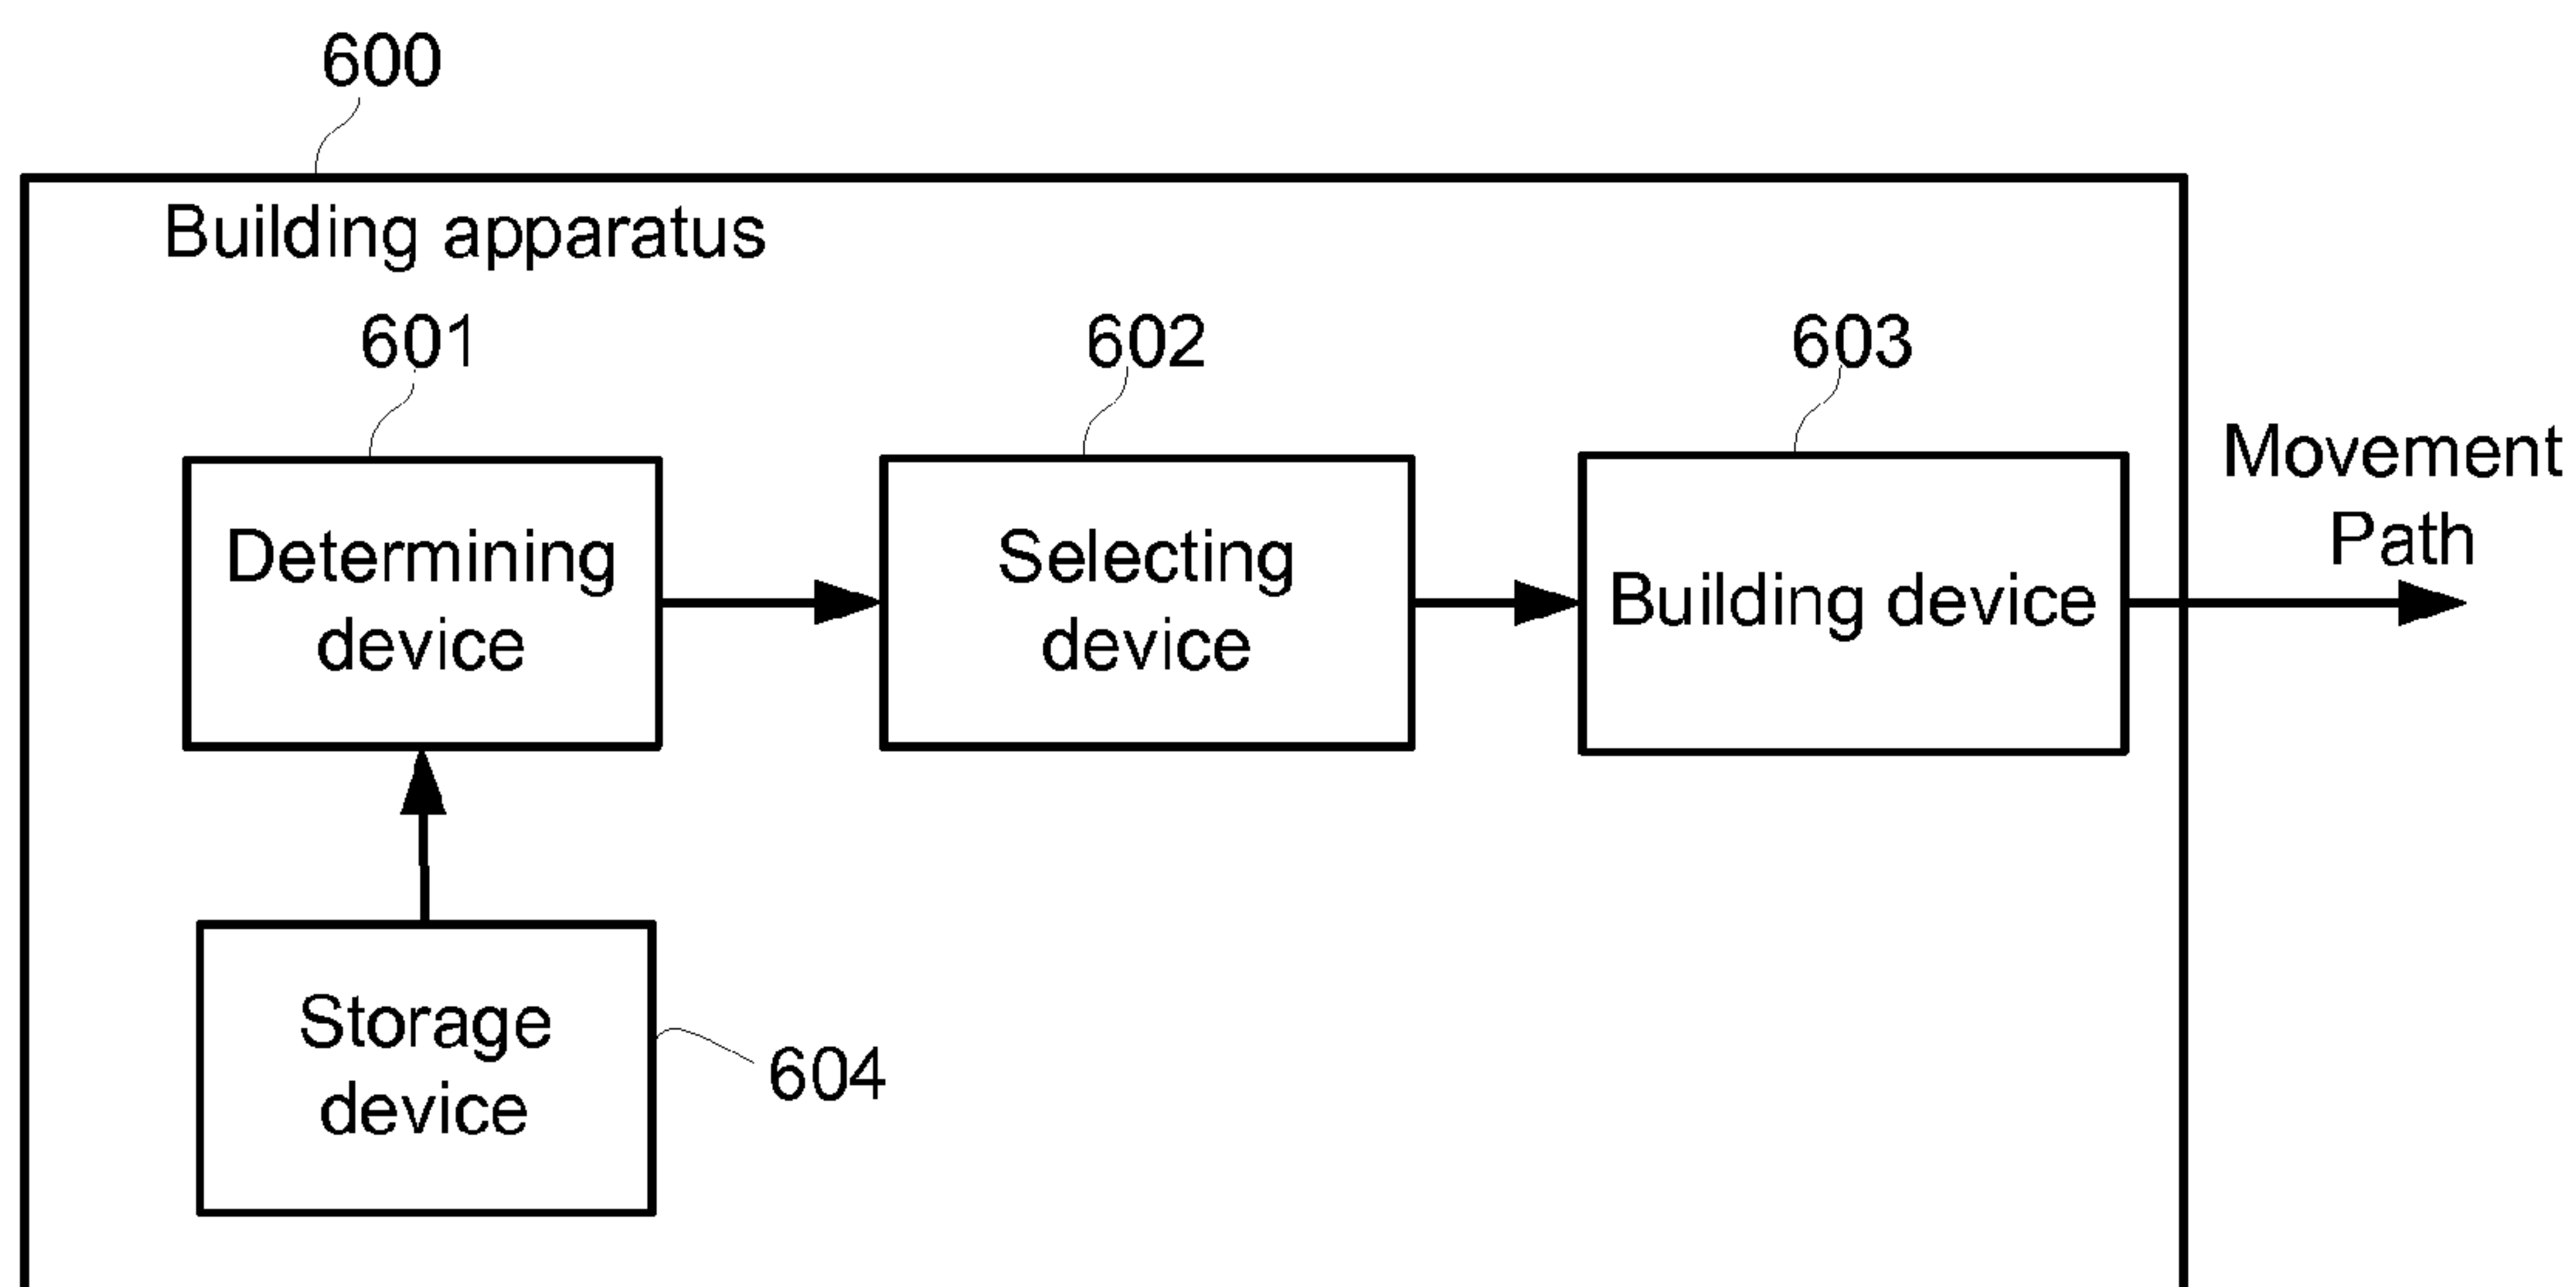 600
Building apparatus
601
602
603
Movement
Path
Determining
device
Selecting
device
Building device
Storage
device
604